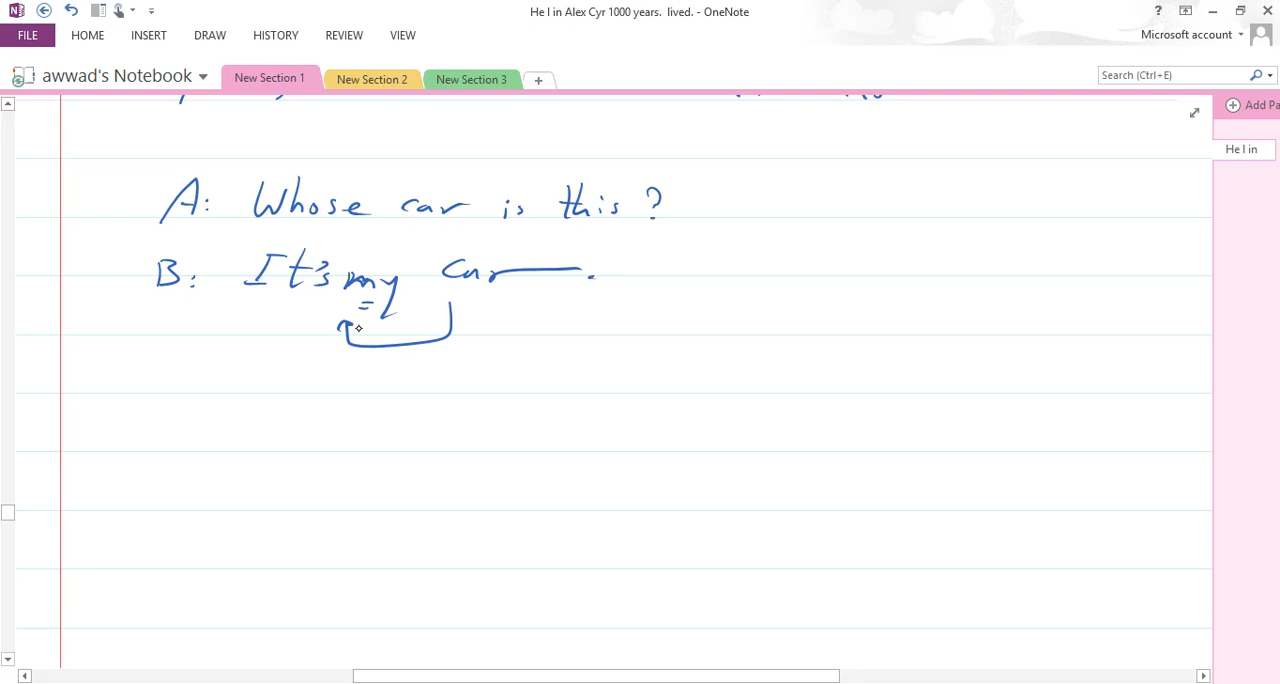 He I in Alex Cyr 1000 years.  lived. - OneNote
FILE HOME INSERT DRAW HISTORY REVIEW VIEW
Microsoft account
awwad's Notebook
New Section 1
New Section 2
New Section 3
Search (Ctrl+E)
Add Pa
He I in
A: Whose car is this ?
B: It's my car.